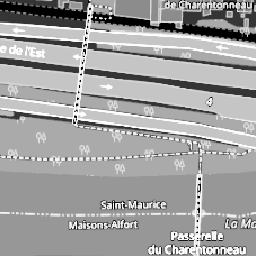 de Charentonneau
e de l'Est
4
Saint-Maurice
Maisons-Alfort
La Ma
Passerelle
du Charentonneau